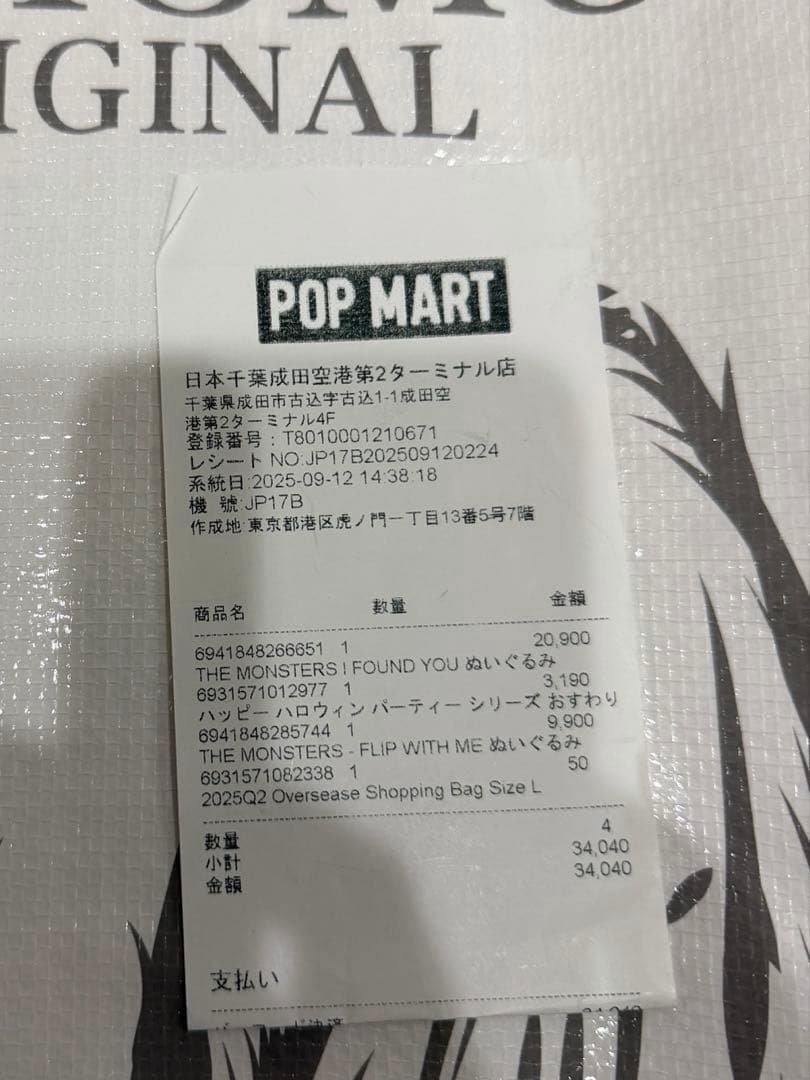 IGINAL
POP MART
日本千葉成田空港第2ターミナル店
千葉県成田市古込字古込1-1成田空
港第2ターミナル4F
登録番号：T8010001210671
レシート NO:JP17B202509120224
系統日:2025-09-12 14:38:18
機 號:JP17B
作成地:東京都港区虎ノ門一丁目13番5号7階
商品名 数量 金額
6941848266651 1 20,900
THE MONSTERS I FOUND YOU ぬいぐるみ
6931571012977 1 3,190
ハッピー ハロウィン パーティー シリーズ おすわり
6941848285744 1 9,900
THE MONSTERS - FLIP WITH ME ぬいぐるみ
6931571082338 1 50
2025Q2 Oversease Shopping Bag Size L
数量 4
小計 34,040
金額 34,040
支払い